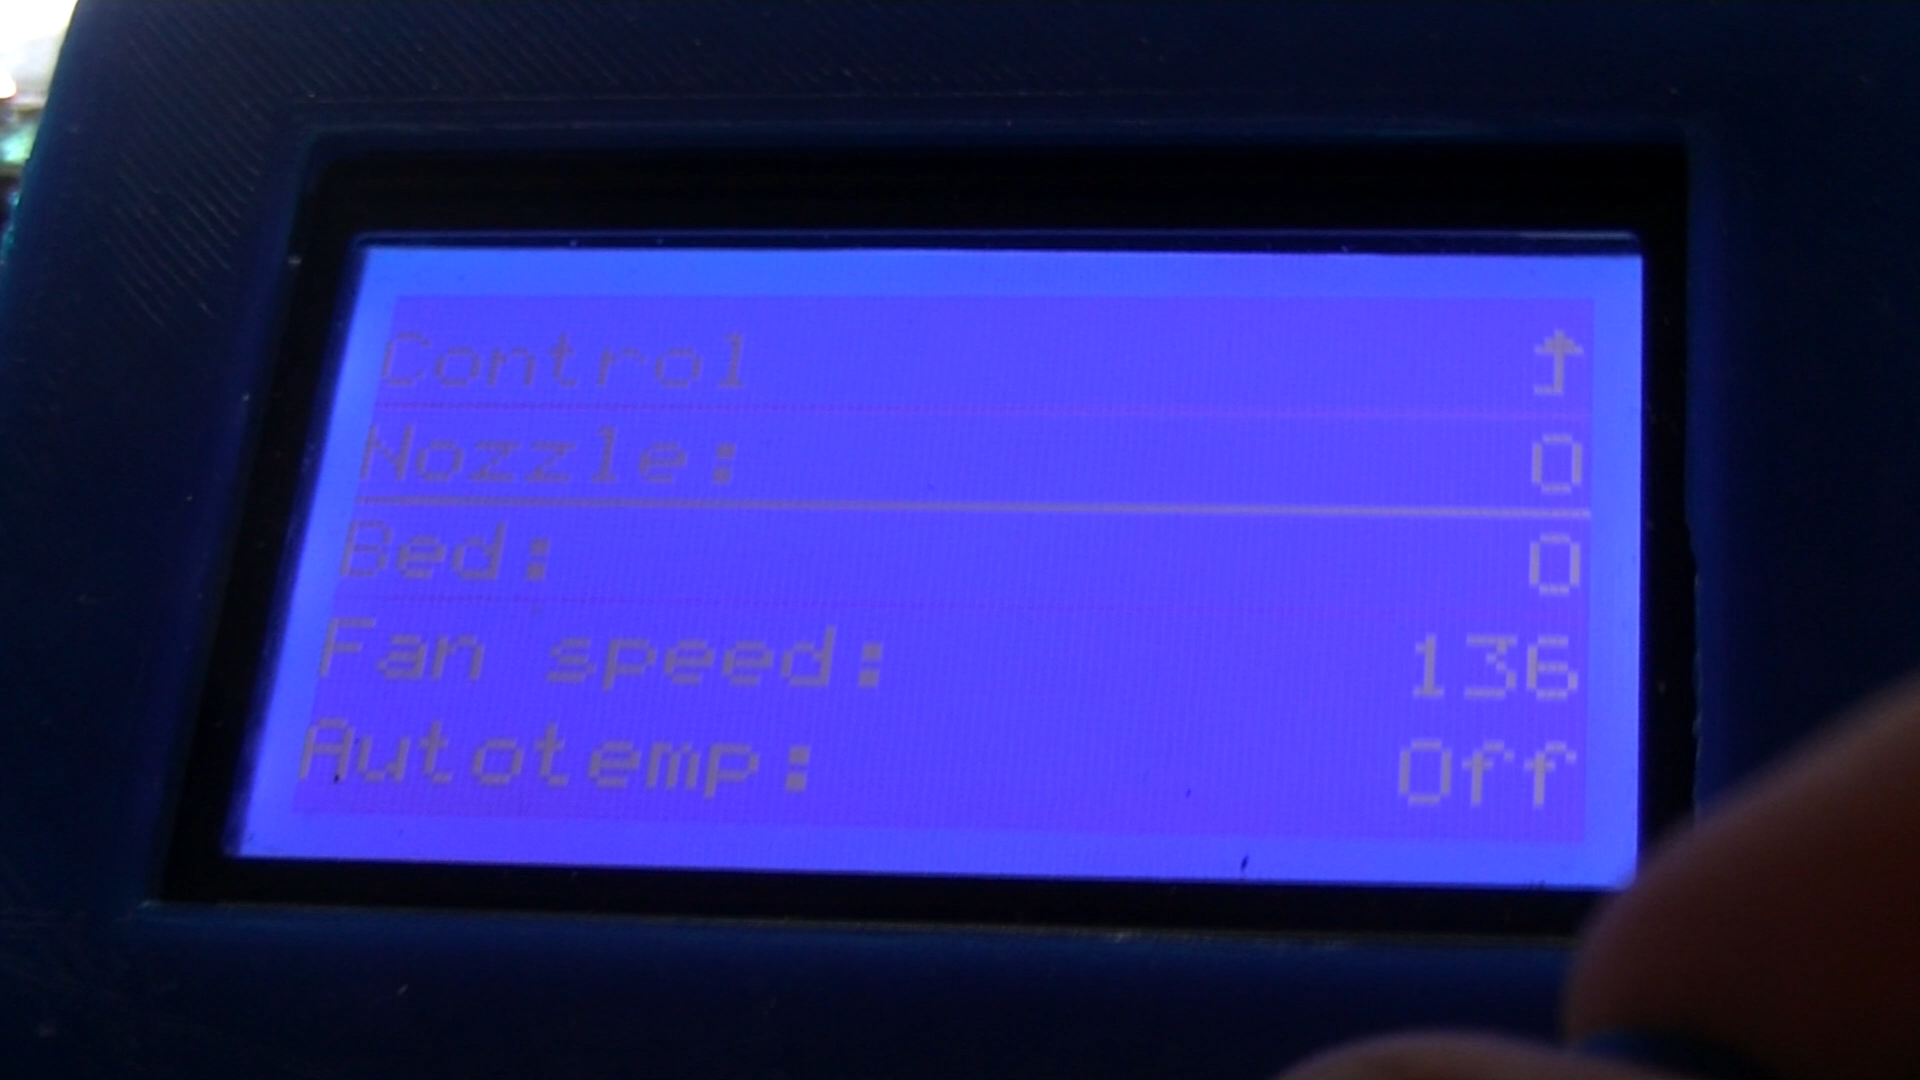 Control ↑
Nozzle: 0
Bed: 0
Fan speed: 136
Autotemp: Off